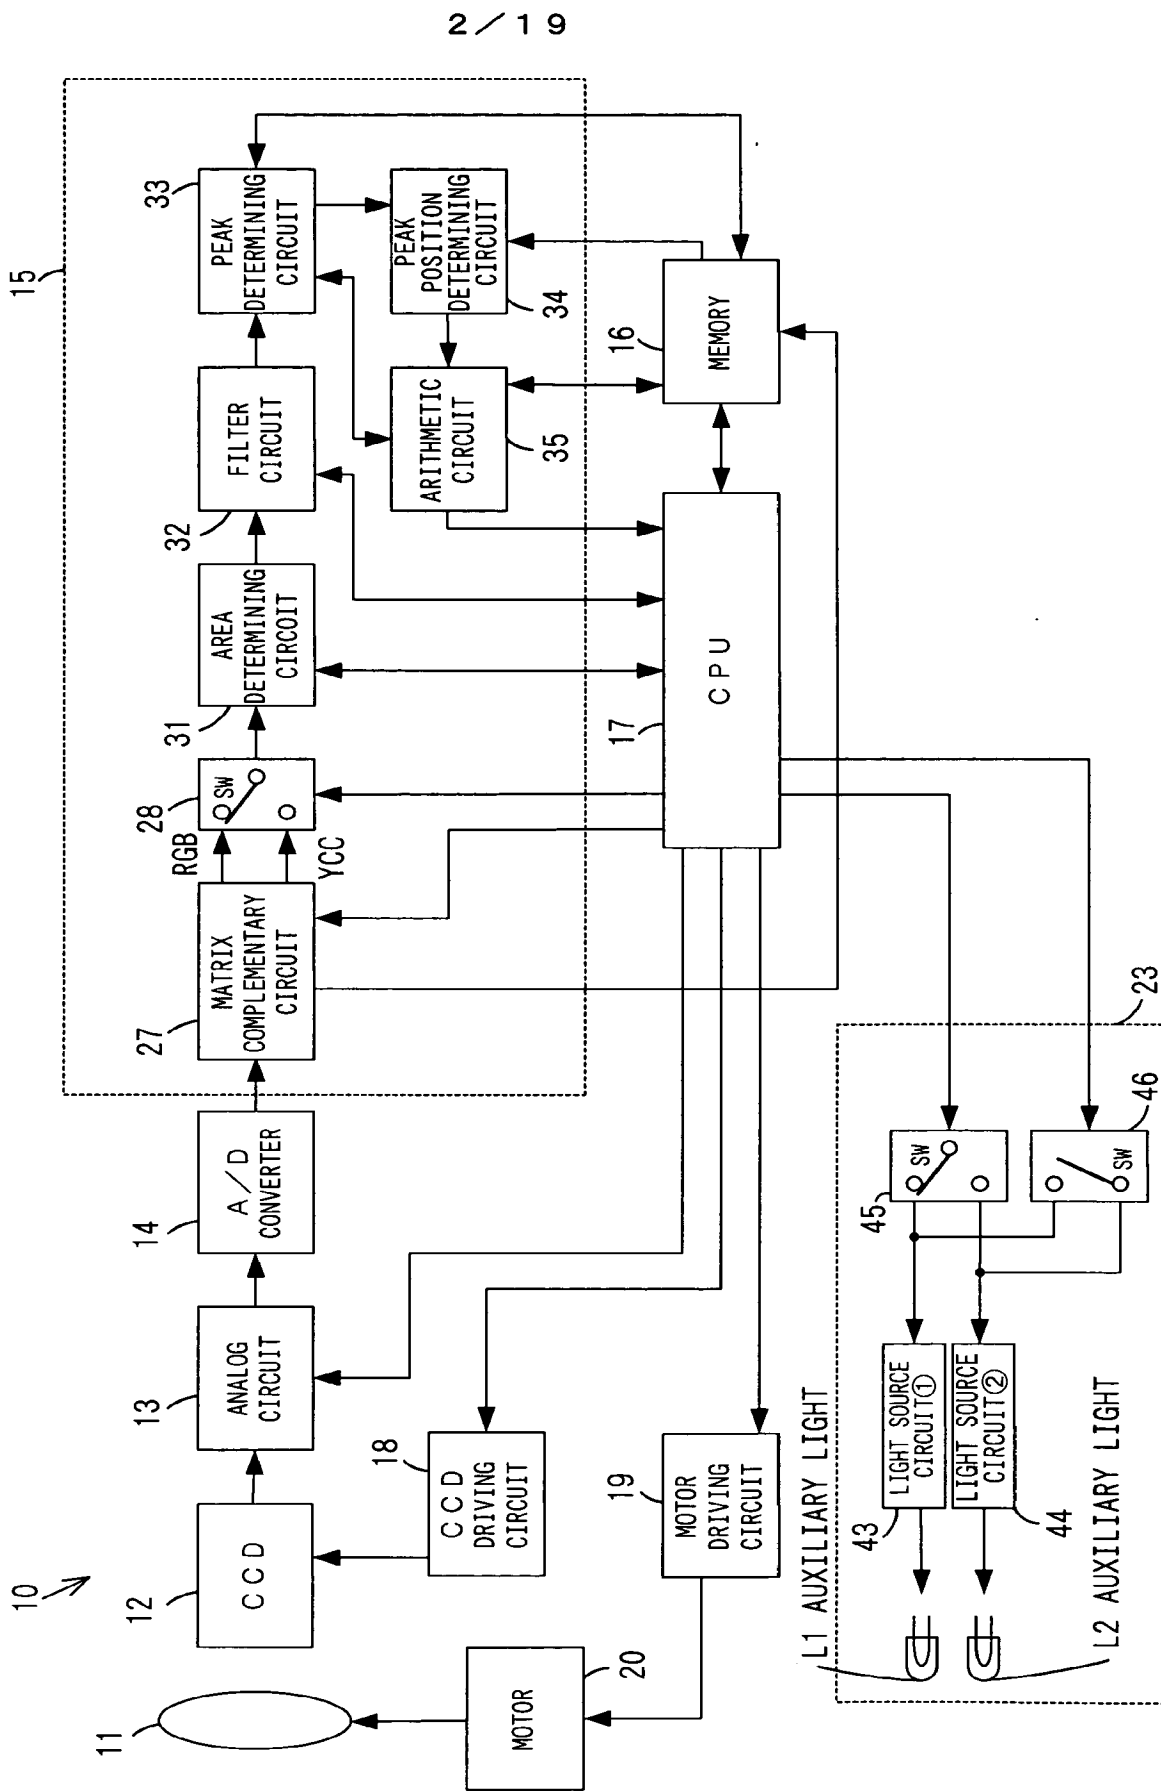 2/19
10
15
11
12
CCD
13
ANALOG
CIRCUIT
14
A/D
CONVERTER
27
MATRIX
COMPLEMENTARY
CIRCUIT
RGB
YCC
28
SW
31
AREA
DETERMINING
CIRCOIT
32
FILTER
CIRCUIT
33
PEAK
DETERMINING
CIRCUIT
PEAK
POSITION
DETERMINING
CIRCUIT
34
ARITHMETIC
CIRCUIT
35
18
CCD
DRIVING
CIRCUIT
MOTOR
20
19
MOTOR
DRIVING
CIRCUIT
17
CPU
16
MEMORY
23
L1 AUXILIARY LIGHT
43
LIGHT SOURCE
CIRCUIT①
LIGHT SOURCE
CIRCUIT②
44
45
SW
SW
46
L2 AUXILIARY LIGHT